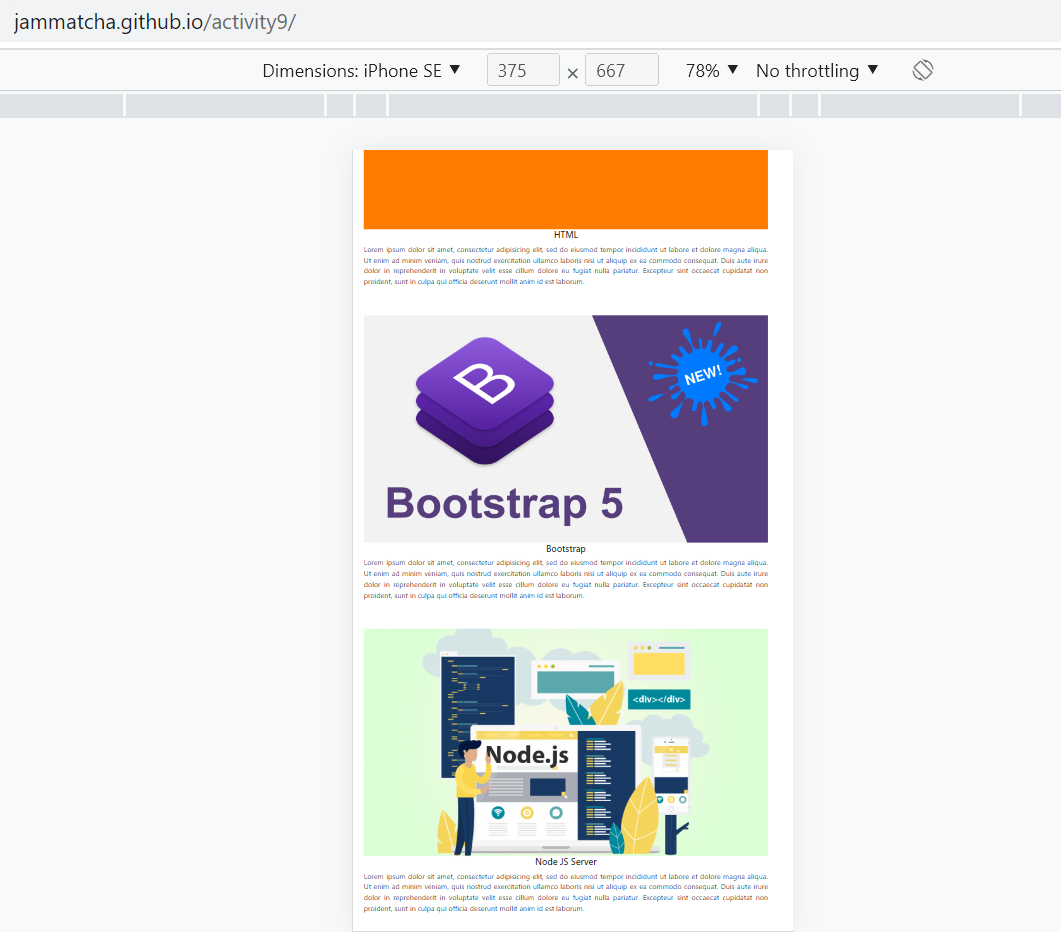 jammatcha.github.io/activity9/
Dimensions: iPhone SE ▼ 375 × 667 78% ▼ No throttling ▼
HTML
Lorem ipsum dolor sit amet, consectetur adipisicing elit, sed do eiusmod tempor incididunt ut labore et dolore magna aliqua.
Ut enim ad minim veniam, quis nostrud exercitation ullamco laboris nisi ut aliquip ex ea commodo consequat. Duis aute irure
dolor in reprehenderit in voluptate velit esse cillum dolore eu fugiat nulla pariatur. Excepteur sint occaecat cupidatat non
proident, sunt in culpa qui officia deserunt mollit anim id est laborum.
B
NEW!
Bootstrap 5
Bootstrap
Lorem ipsum dolor sit amet, consectetur adipisicing elit, sed do eiusmod tempor incididunt ut labore et dolore magna aliqua.
Ut enim ad minim veniam, quis nostrud exercitation ullamco laboris nisi ut aliquip ex ea commodo consequat. Duis aute irure
dolor in reprehenderit in voluptate velit esse cillum dolore eu fugiat nulla pariatur. Excepteur sint occaecat cupidatat non
proident, sunt in culpa qui officia deserunt mollit anim id est laborum.
<div></div>
Node.js
Node JS Server
Lorem ipsum dolor sit amet, consectetur adipisicing elit, sed do eiusmod tempor incididunt ut labore et dolore magna aliqua.
Ut enim ad minim veniam, quis nostrud exercitation ullamco laboris nisi ut aliquip ex ea commodo consequat. Duis aute irure
dolor in reprehenderit in voluptate velit esse cillum dolore eu fugiat nulla pariatur. Excepteur sint occaecat cupidatat non
proident, sunt in culpa qui officia deserunt mollit anim id est laborum.